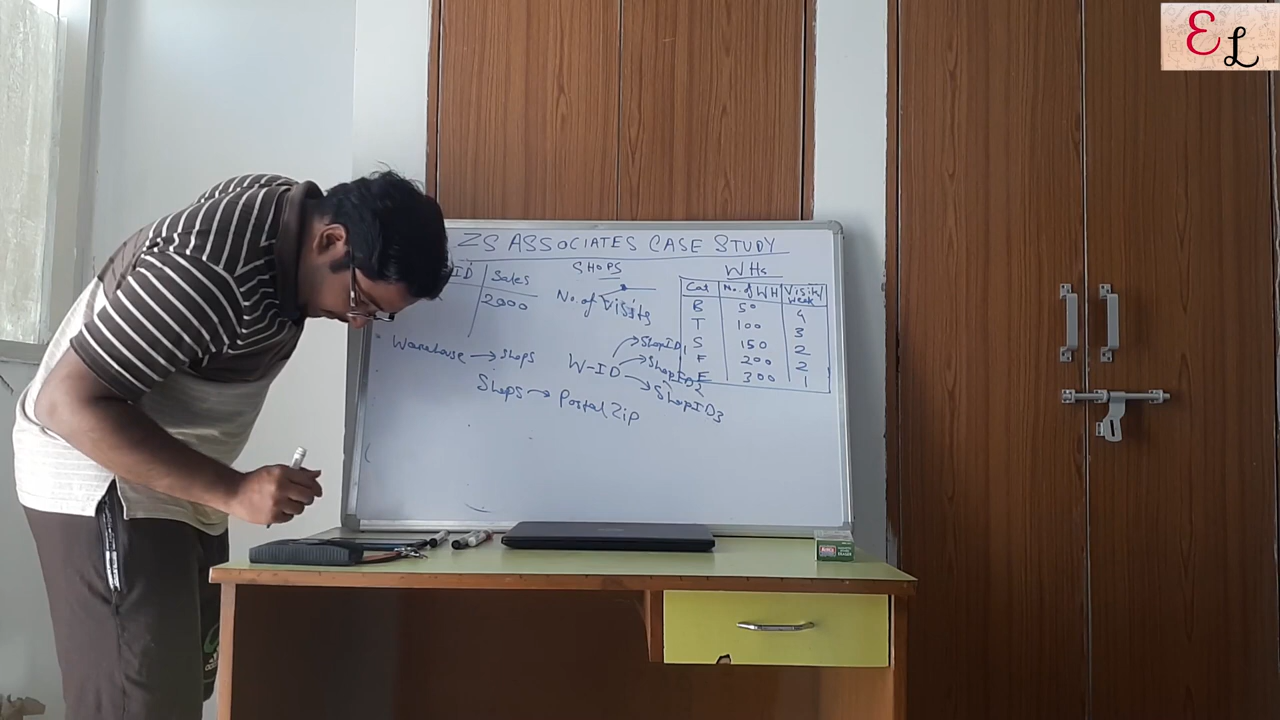 ZS ASSOCIATES CASE STUDY
ID Sales
2000
SHOPS
No. of Visits
WHs
Cat No. of WH Visits/week
B 50 4
T 100 3
S 150 2
F 200 2
E 300 1
Warehouse → Shops
W-ID → ShopID1
→ ShopID2
→ ShopID3
Shops → Postal Zip
EL